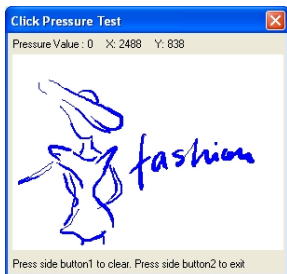 Click Pressure Test
Pressure Value : 0 X: 2488 Y: 838
fashion
Press side button1 to clear. Press side button2 to exit